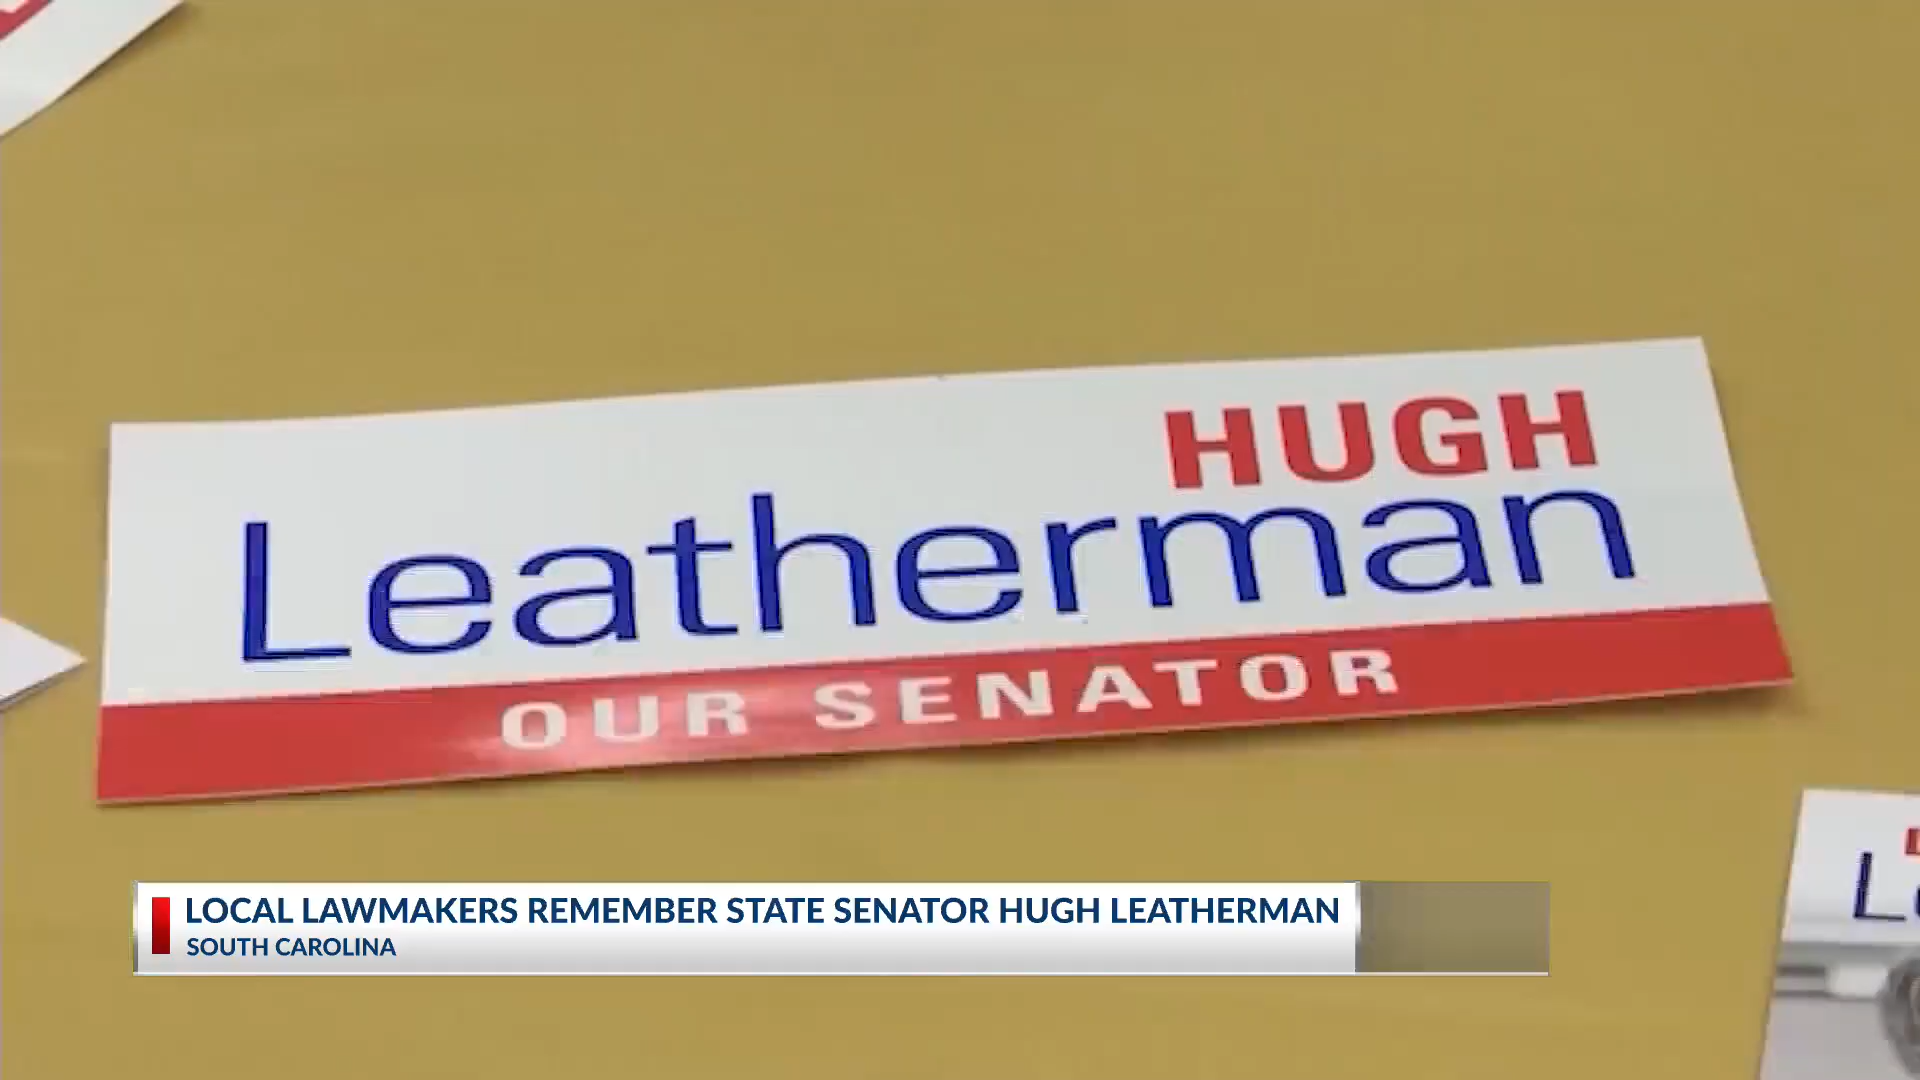 HUGH
Leatherman
OUR SENATOR
LOCAL LAWMAKERS REMEMBER STATE SENATOR HUGH LEATHERMAN
SOUTH CAROLINA